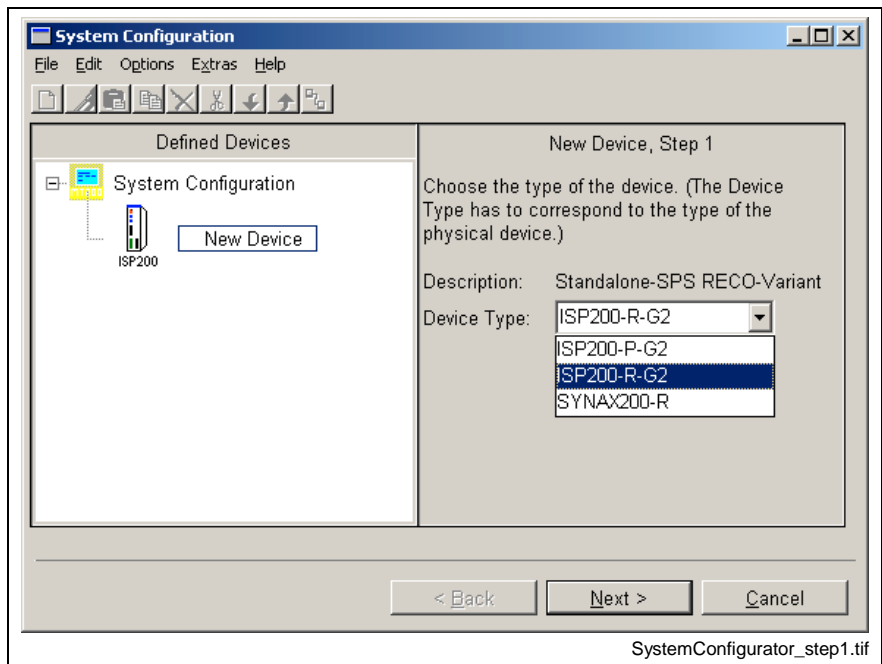 System Configuration
File Edit Options Extras Help
Defined Devices
System Configuration
New Device
ISP200
New Device, Step 1
Choose the type of the device. (The Device
Type has to correspond to the type of the
physical device.)
Description: Standalone-SPS RECO-Variant
Device Type: ISP200-R-G2
ISP200-P-G2
ISP200-R-G2
SYNAX200-R
< Back Next > Cancel
SystemConfigurator_step1.tif